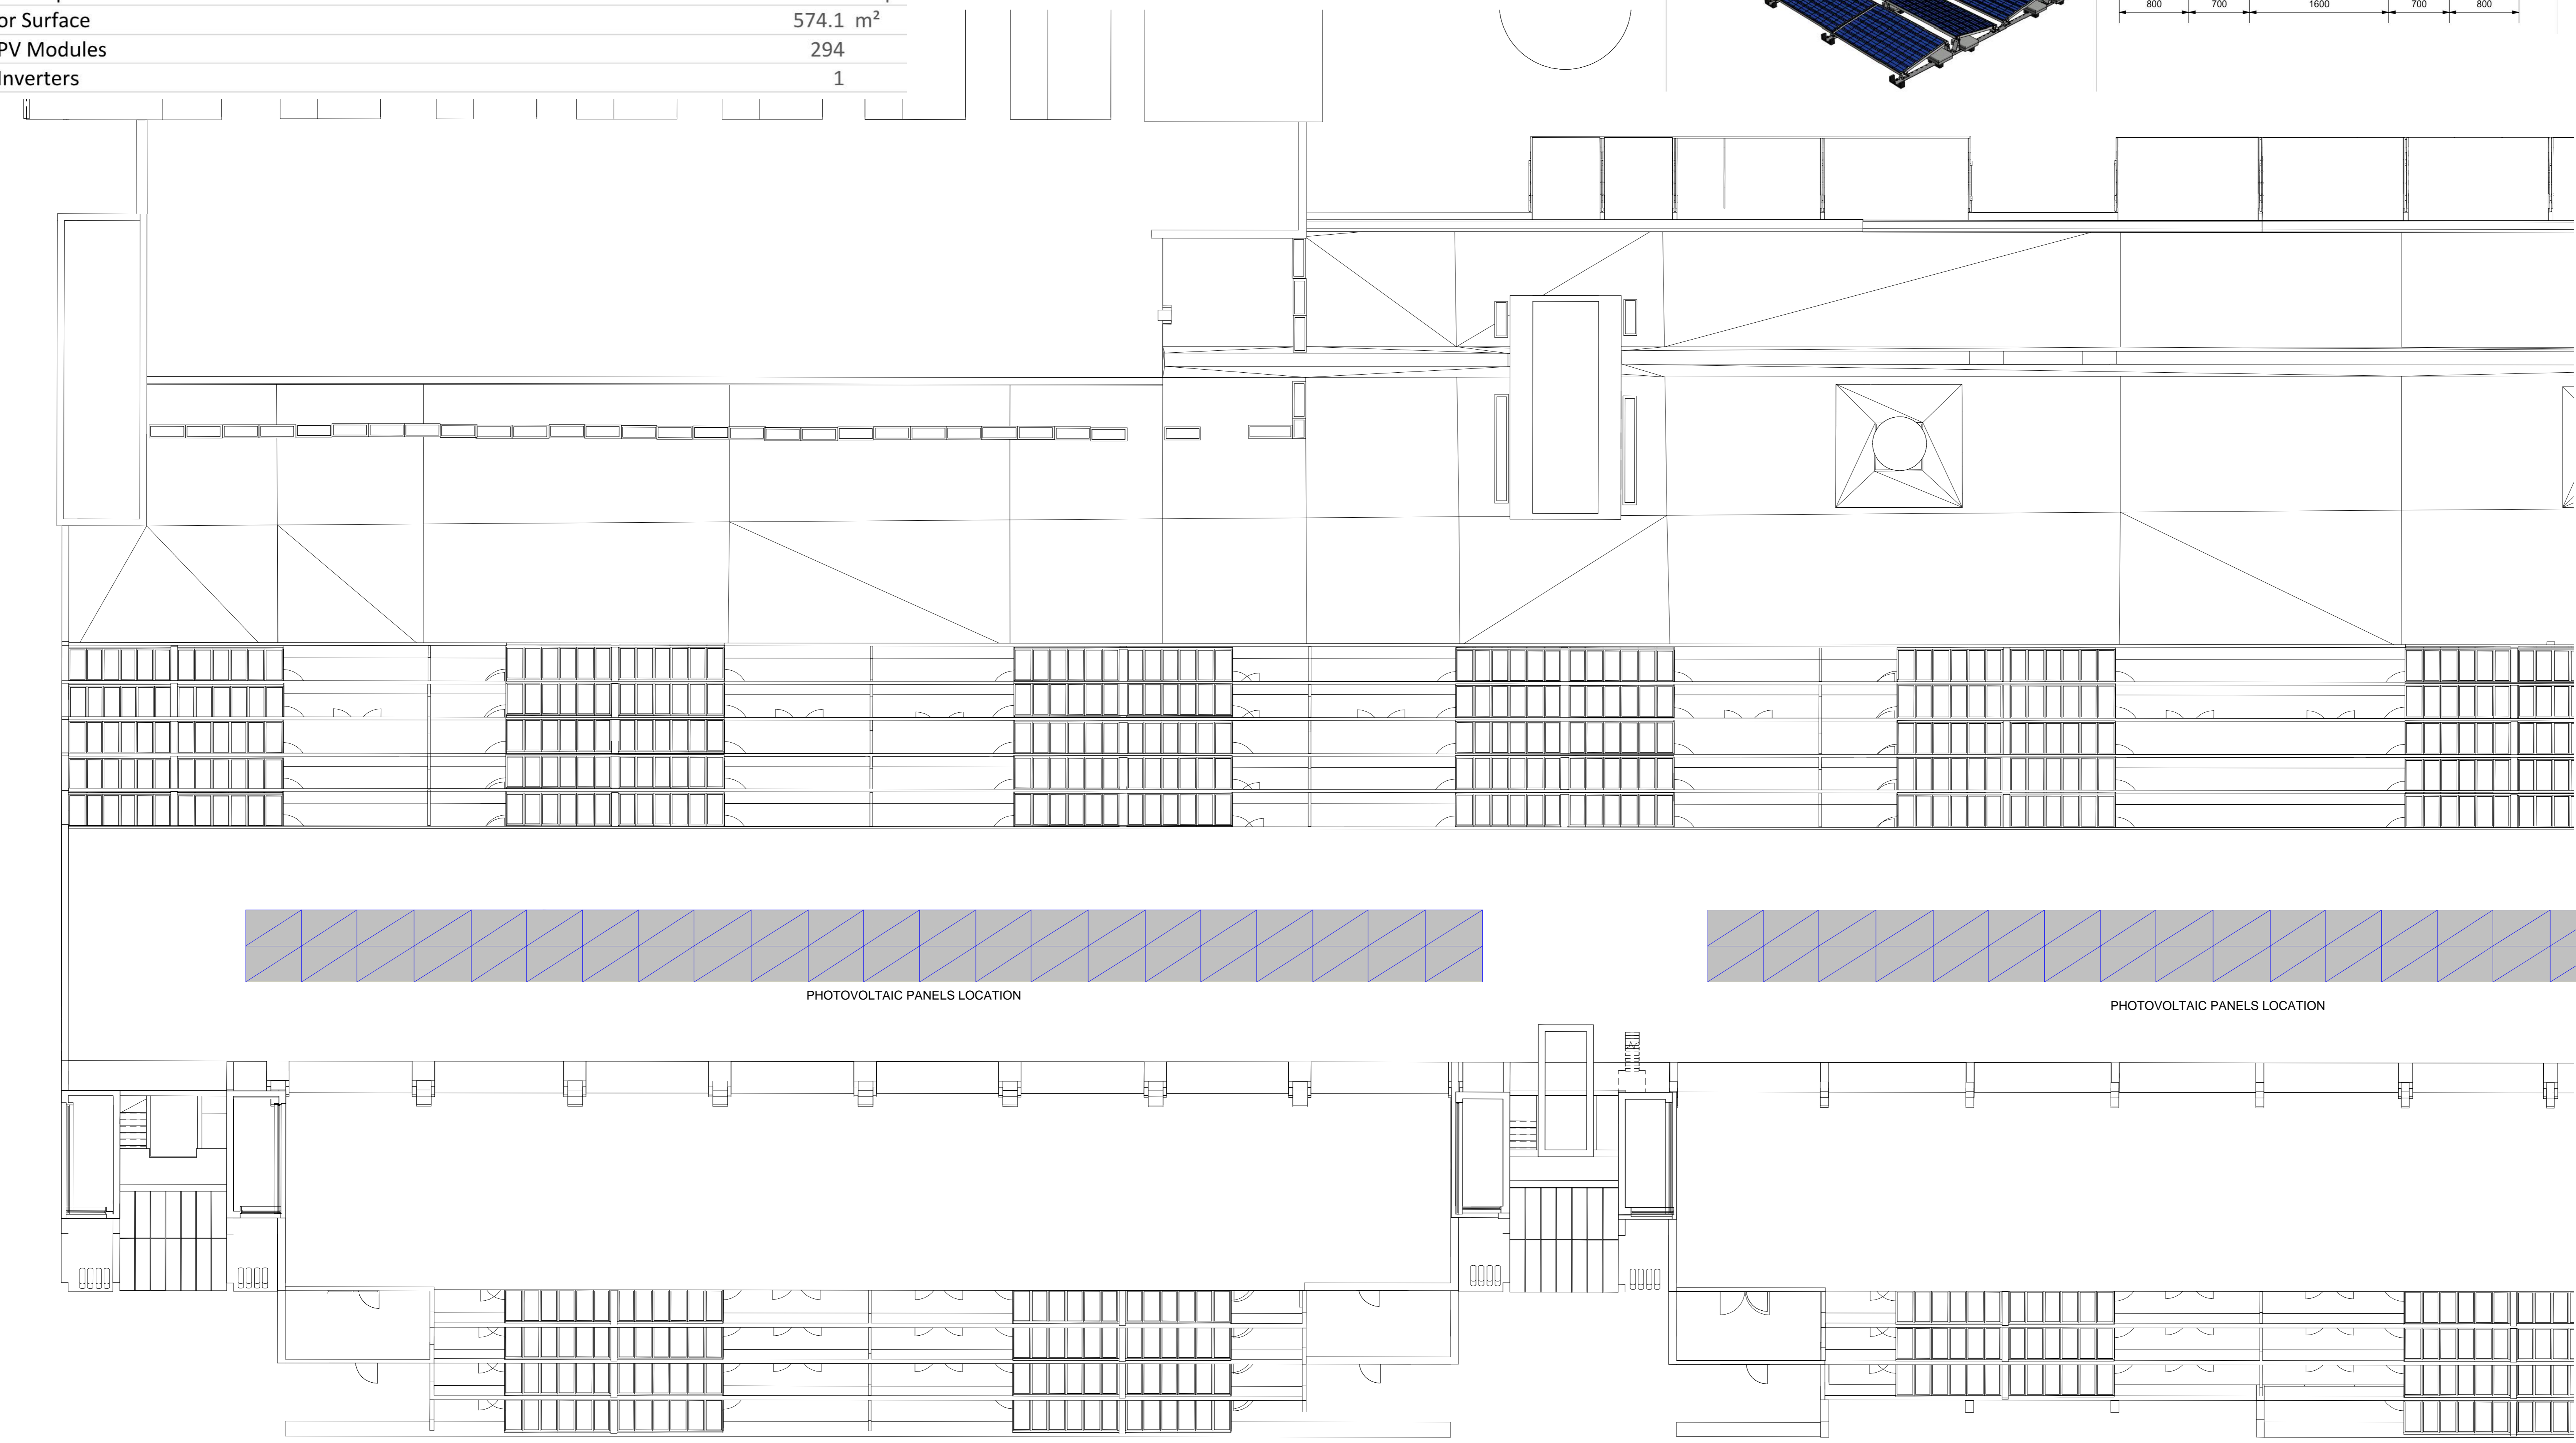 or Surface 574.1 m²
PV Modules 294
Inverters 1
800 700 1600 700 800
PHOTOVOLTAIC PANELS LOCATION
PHOTOVOLTAIC PANELS LOCATION